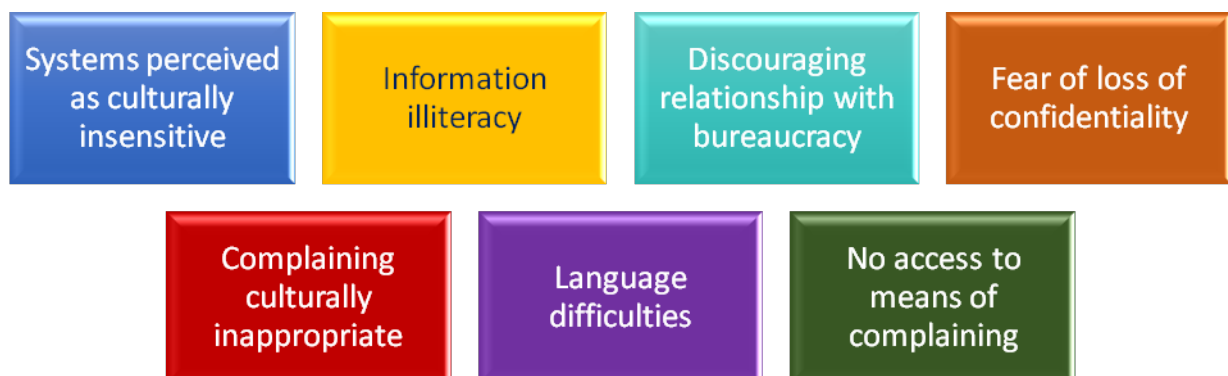 Systems perceived
as culturally
insensitive
Information
illiteracy
Discouraging
relationship with
bureaucracy
Fear of loss of
confidentiality
Complaining
culturally
inappropriate
Language
difficulties
No access to
means of
complaining